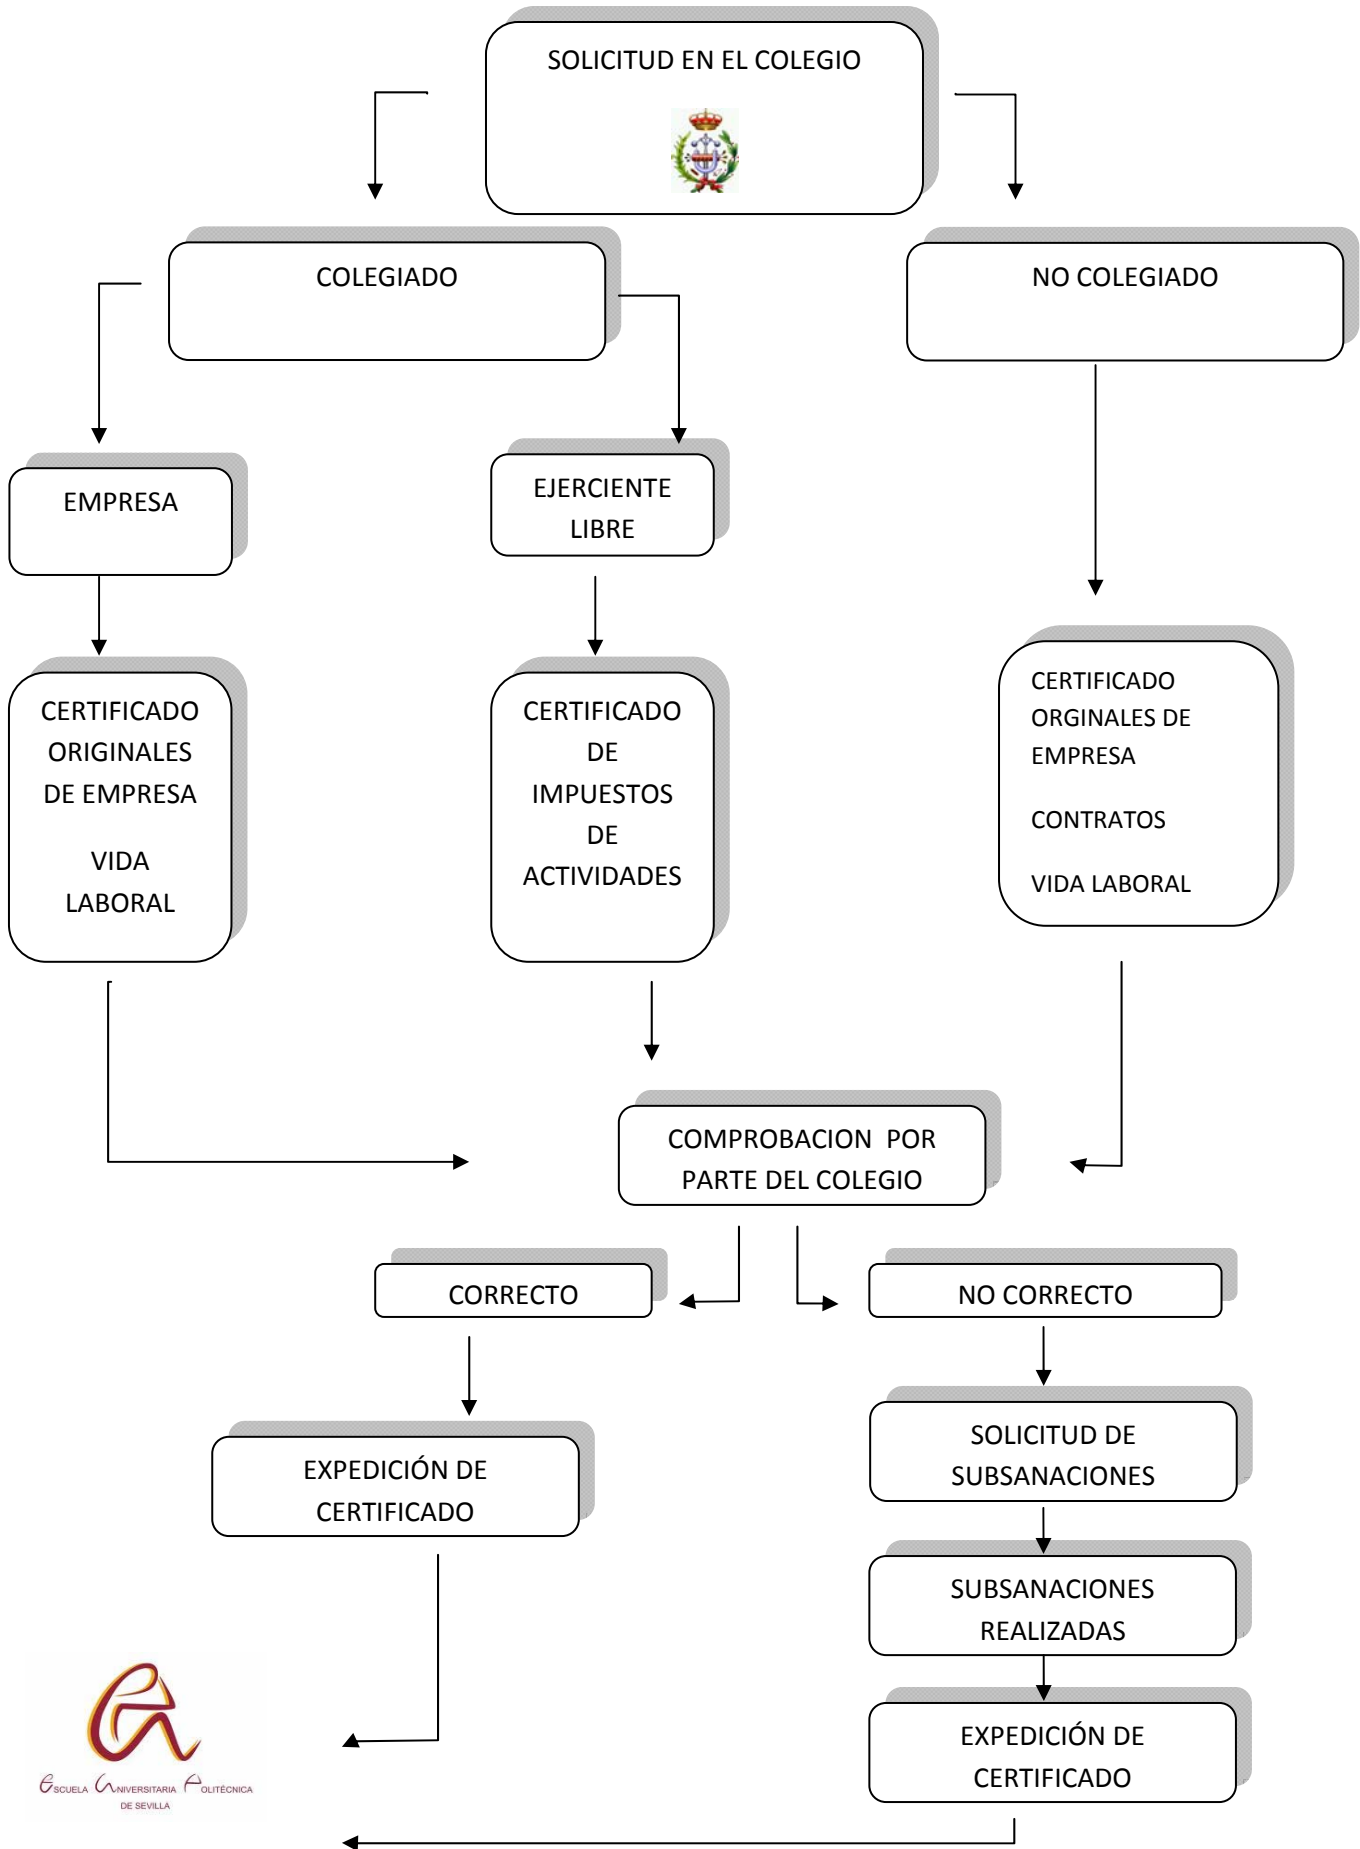 SOLICITUD EN EL COLEGIO
COLEGIADO
NO COLEGIADO
EMPRESA
EJERCIENTE
LIBRE
CERTIFICADO
ORIGINALES
DE EMPRESA
VIDA
LABORAL
CERTIFICADO
DE
IMPUESTOS
DE
ACTIVIDADES
CERTIFICADO
ORGINALES DE
EMPRESA
CONTRATOS
VIDA LABORAL
COMPROBACION POR
PARTE DEL COLEGIO
CORRECTO
NO CORRECTO
EXPEDICIÓN DE
CERTIFICADO
SOLICITUD DE
SUBSANACIONES
SUBSANACIONES
REALIZADAS
EXPEDICIÓN DE
CERTIFICADO
ESCUELA UNIVERSITARIA POLITÉCNICA
DE SEVILLA